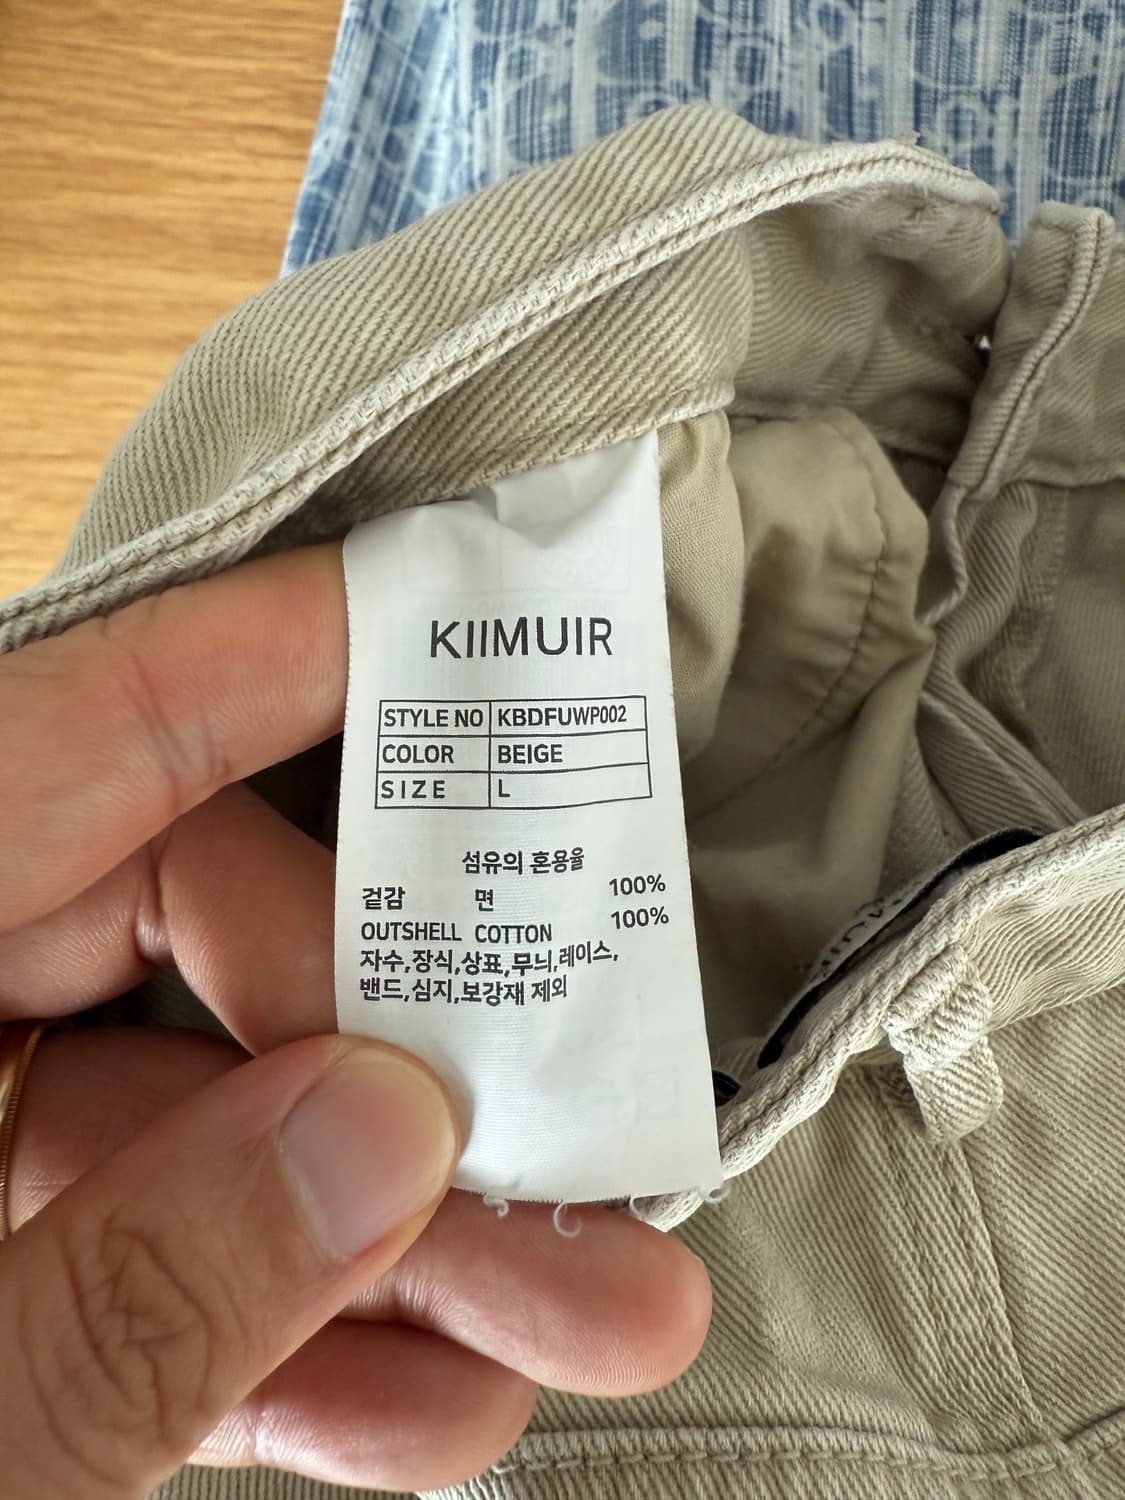 KIIMUIR
STYLE NO KBDFUWP002
COLOR BEIGE
SIZE L
섬유의 혼용율
겉감 면 100%
OUTSHELL COTTON 100%
자수,장식,상표,무늬,레이스,
밴드,심지,보강재 제외